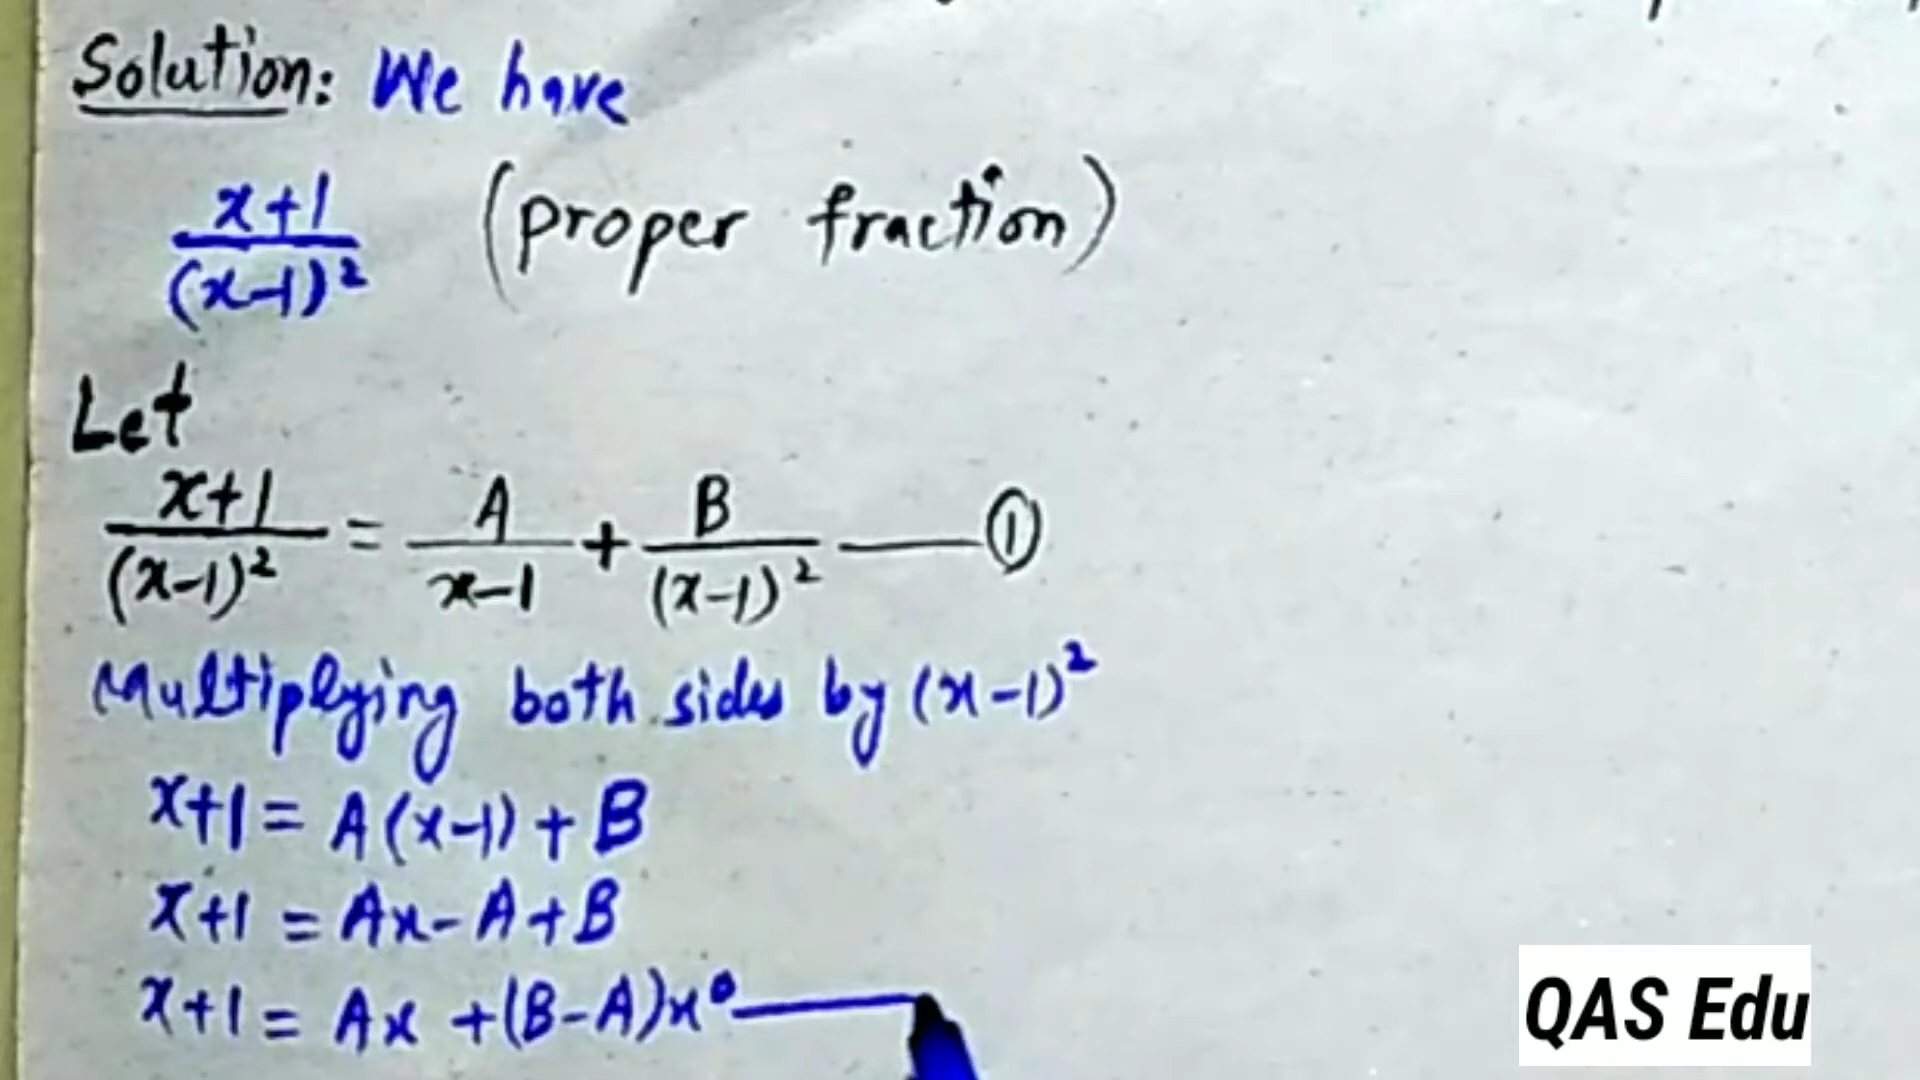 Solution: We have
x+1 / (x-1)² (proper fraction)
Let
x+1 / (x-1)² = A / x-1 + B / (x-1)² —— ①
Multiplying both sides by (x-1)²
x+1 = A(x-1) + B
x+1 = Ax-A+B
x+1 = Ax +(B-A)x⁰ ——
QAS Edu